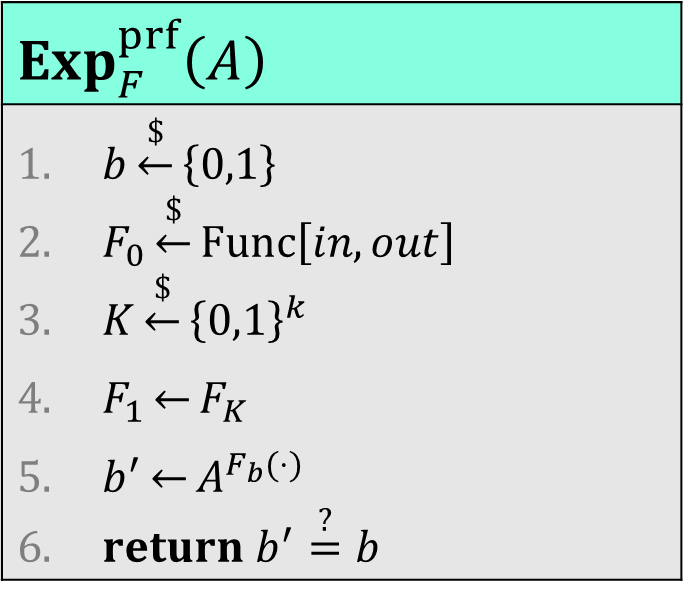 Exp_F^prf(A)
1. b ←$ {0,1}
2. F_0 ←$ Func[in, out]
3. K ←$ {0,1}^k
4. F_1 ← F_K
5. b′ ← A^{F_b(·)}
6. return b′ =? b